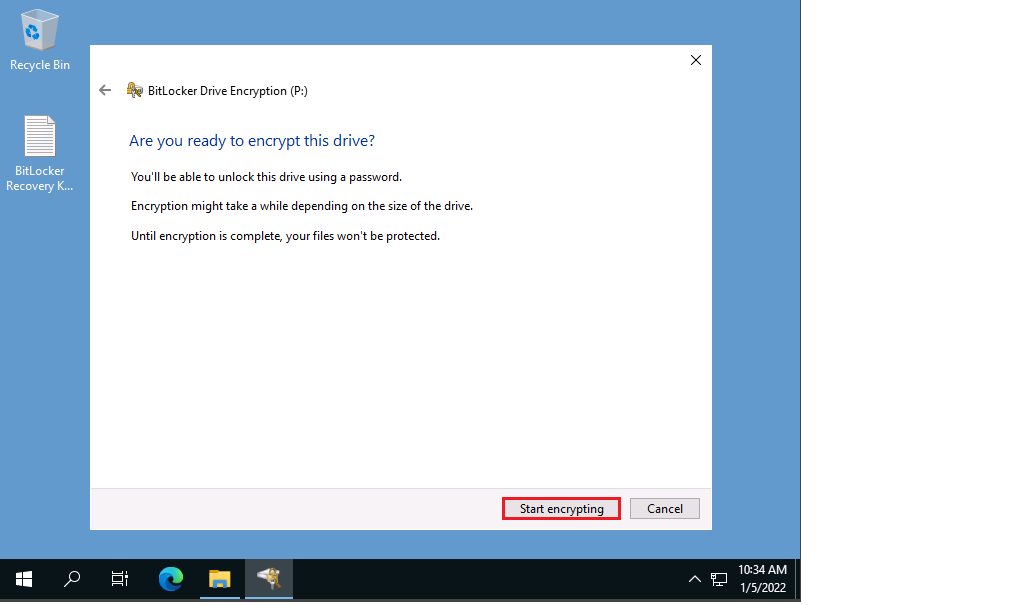 Recycle Bin
BitLocker
Recovery K...
BitLocker Drive Encryption (P:)
Are you ready to encrypt this drive?
You'll be able to unlock this drive using a password.
Encryption might take a while depending on the size of the drive.
Until encryption is complete, your files won't be protected.
Start encrypting
Cancel
10:34 AM
1/5/2022